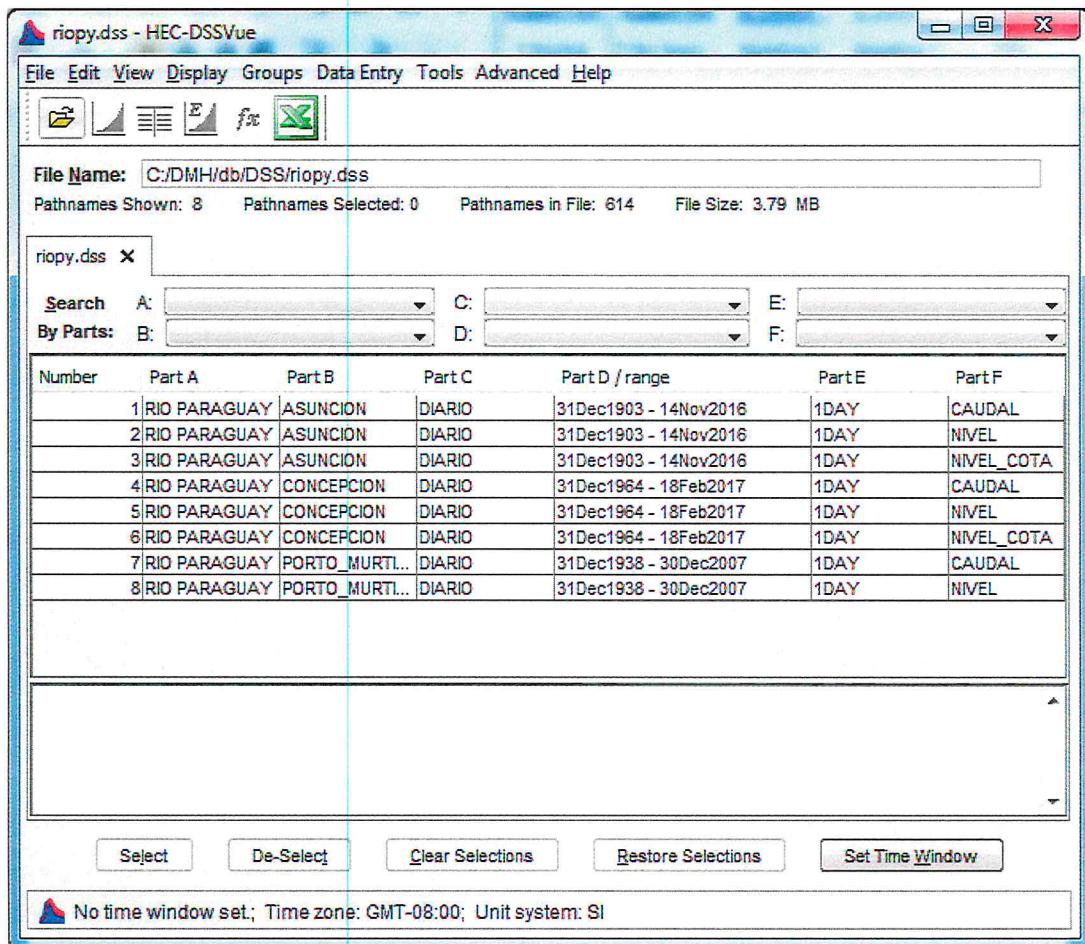 riopy.dss - HEC-DSSVue
File Edit View Display Groups Data Entry Tools Advanced Help
E fx
File Name: C:/DMH/db/DSS/riopy.dss
Pathnames Shown: 8 Pathnames Selected: 0 Pathnames in File: 614 File Size: 3.79 MB
riopy.dss X
Search A: C: E:
By Parts: B: D: F:
Number Part A Part B Part C Part D / range Part E Part F
1 RIO PARAGUAY ASUNCION DIARIO 31Dec1903 - 14Nov2016 1DAY CAUDAL
2 RIO PARAGUAY ASUNCION DIARIO 31Dec1903 - 14Nov2016 1DAY NIVEL
3 RIO PARAGUAY ASUNCION DIARIO 31Dec1903 - 14Nov2016 1DAY NIVEL_COTA
4 RIO PARAGUAY CONCEPCION DIARIO 31Dec1964 - 18Feb2017 1DAY CAUDAL
5 RIO PARAGUAY CONCEPCION DIARIO 31Dec1964 - 18Feb2017 1DAY NIVEL
6 RIO PARAGUAY CONCEPCION DIARIO 31Dec1964 - 18Feb2017 1DAY NIVEL_COTA
7 RIO PARAGUAY PORTO_MURTI... DIARIO 31Dec1938 - 30Dec2007 1DAY CAUDAL
8 RIO PARAGUAY PORTO_MURTI... DIARIO 31Dec1938 - 30Dec2007 1DAY NIVEL
Select De-Select Clear Selections Restore Selections Set Time Window
No time window set.; Time zone: GMT-08:00; Unit system: SI